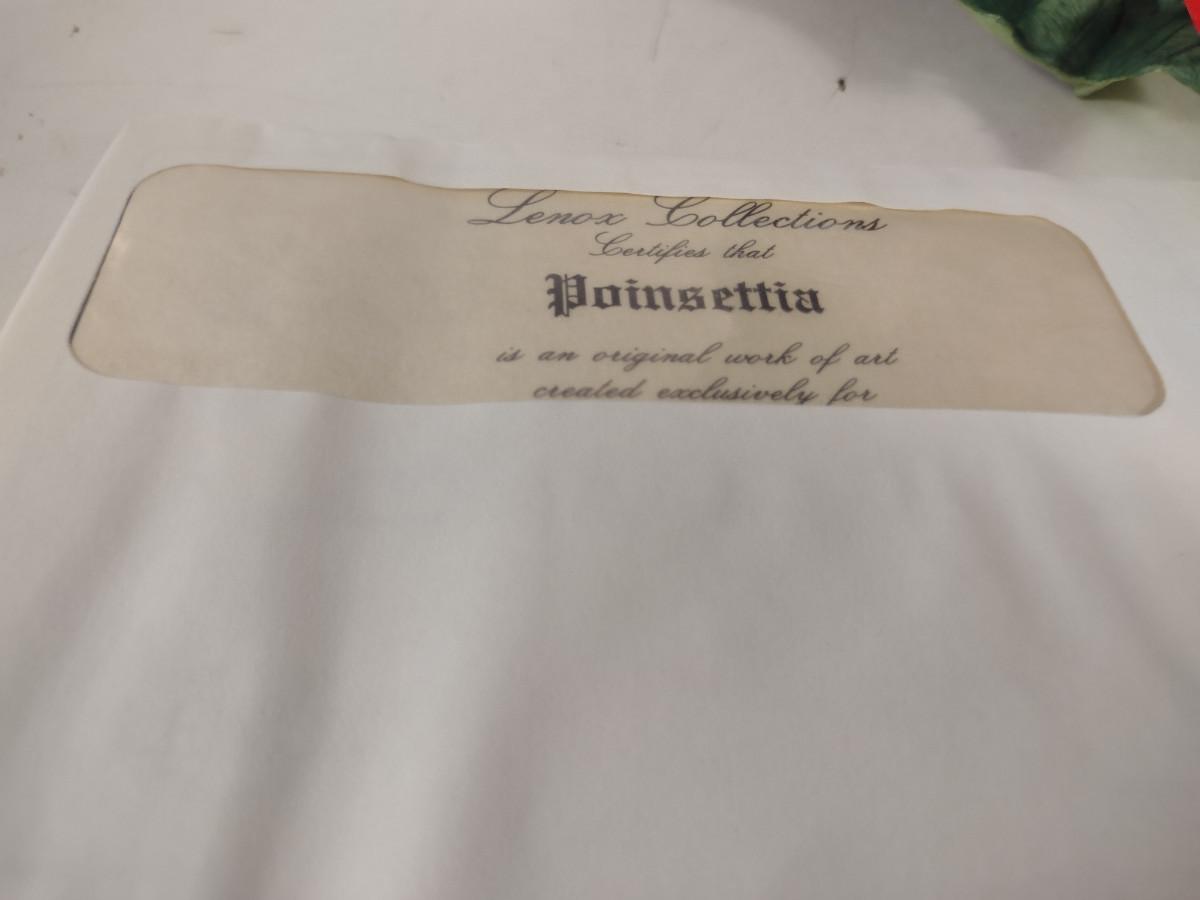 Lenox Collections
Certifies that
Poinsettia
is an original work of art
created exclusively for